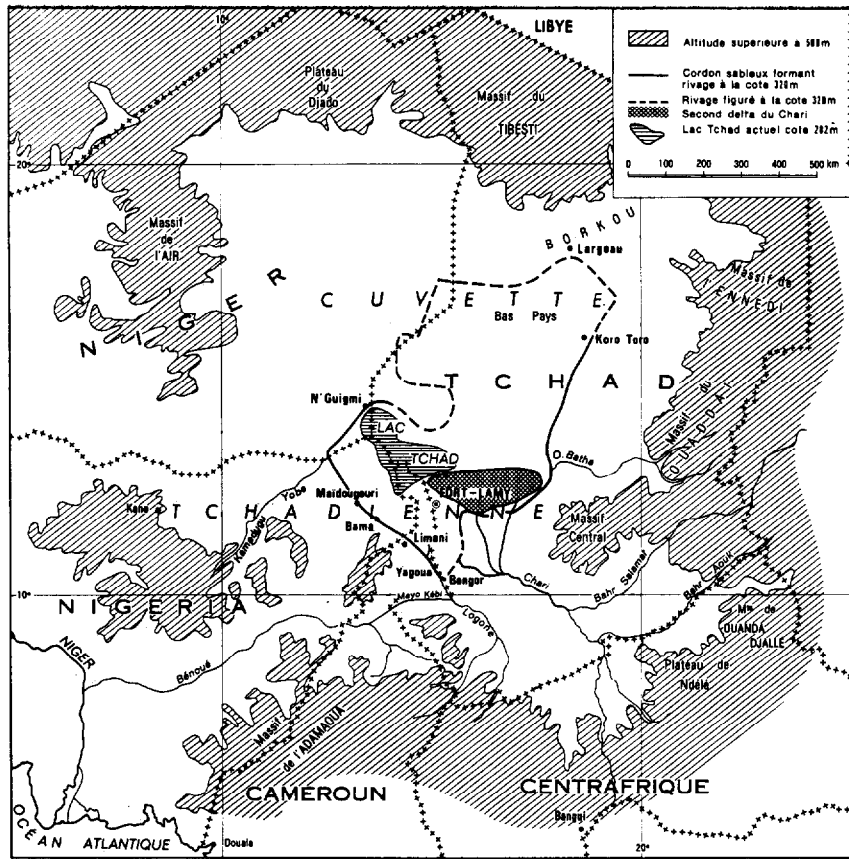 10°
LIBYE
Plateau
du
Djado
Massif du
TIBESTI
Altitude supérieure à 500m
Cordon sableux formant
rivage à la cote 320m
Rivage figuré à la cote 320m
Second delta du Chari
Lac Tchad actuel cote 282m
0 100 200 300 400 500 km
20°
Massif
de
l'AIR
BORKOU
Largeau
Massif de
l'ENNEDI
NIGER
CUVETTE
Bas Pays
Koro Toro
TCHAD
N'Guigmi
LAC
TCHAD
Massif du
OUADDAI
O. Batha
FORT-LAMY
Kano
TCHADIENNE
Yobe
Komadugu
Maïdougouri
Bama
Limani
Massif
Central
Yagoua
Bangor
Chari
Bahr Salamat
Bahr Aouk
10°
NIGERIA
Mayo Kébi
Logone
Mts de
OUANDA
DJALLE
Plateau de
Ndélé
NIGER
Bénoué
Massif
de l'ADAMAOUA
CAMEROUN
CENTRAFRIQUE
Bangui
OCÉAN ATLANTIQUE
Douala
20°